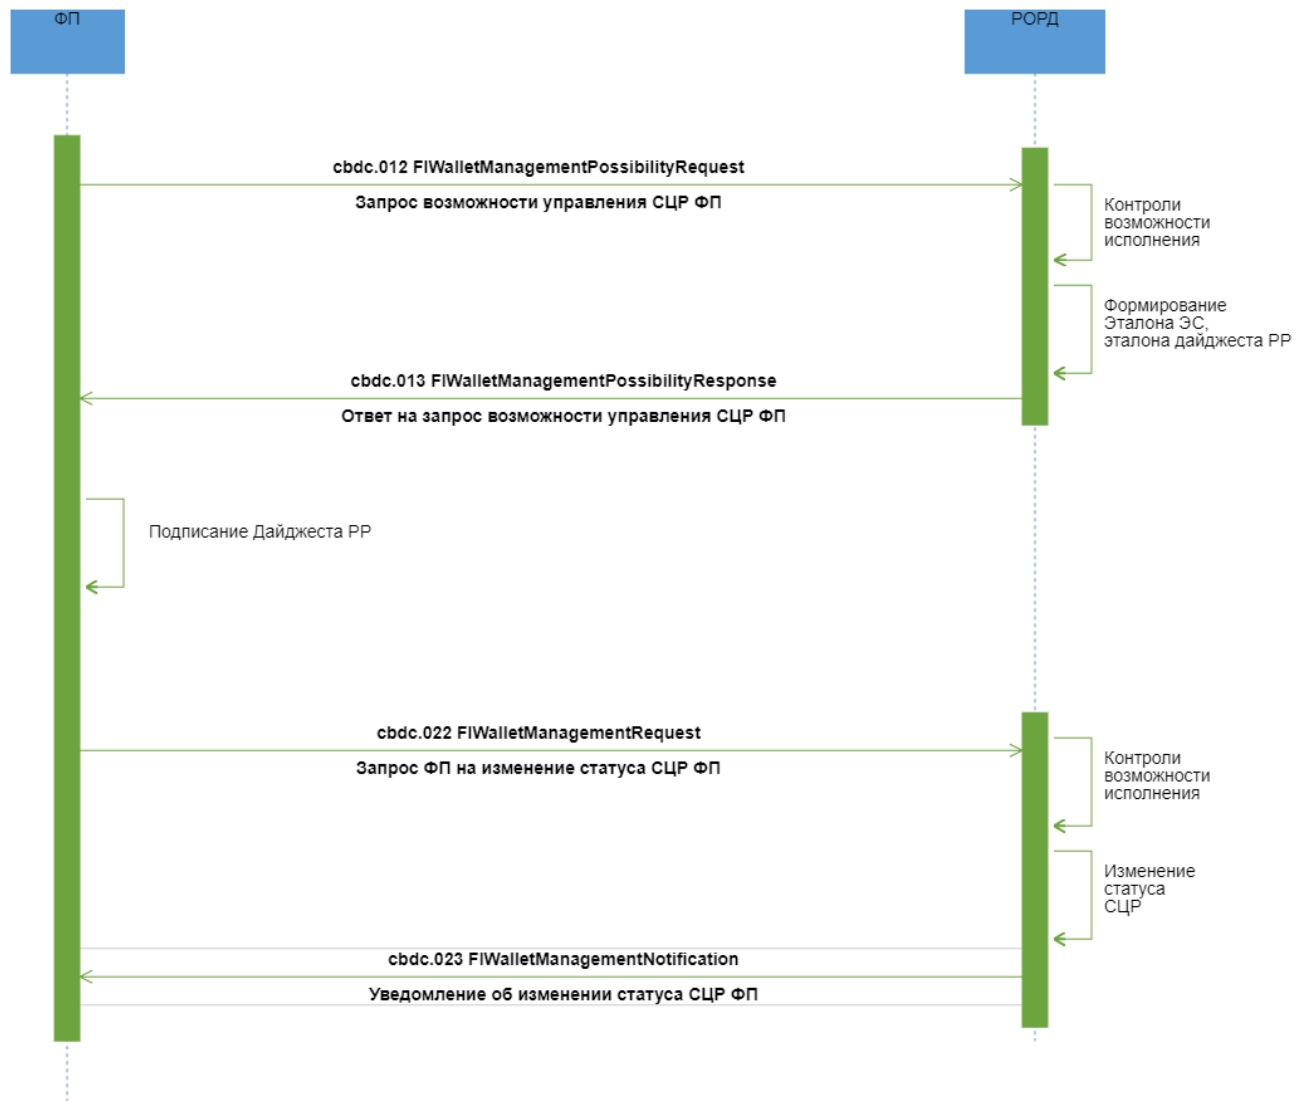 ФП
РОРД
cbdc.012 FIWalletManagementPossibilityRequest
Запрос возможности управления СЦР ФП
Контроли
возможности
исполнения
Формирование
Эталона ЭС,
эталона дайджеста РР
cbdc.013 FIWalletManagementPossibilityResponse
Ответ на запрос возможности управления СЦР ФП
Подписание Дайджеста РР
cbdc.022 FIWalletManagementRequest
Запрос ФП на изменение статуса СЦР ФП
Контроли
возможности
исполнения
Изменение
статуса
СЦР
cbdc.023 FIWalletManagementNotification
Уведомление об изменении статуса СЦР ФП